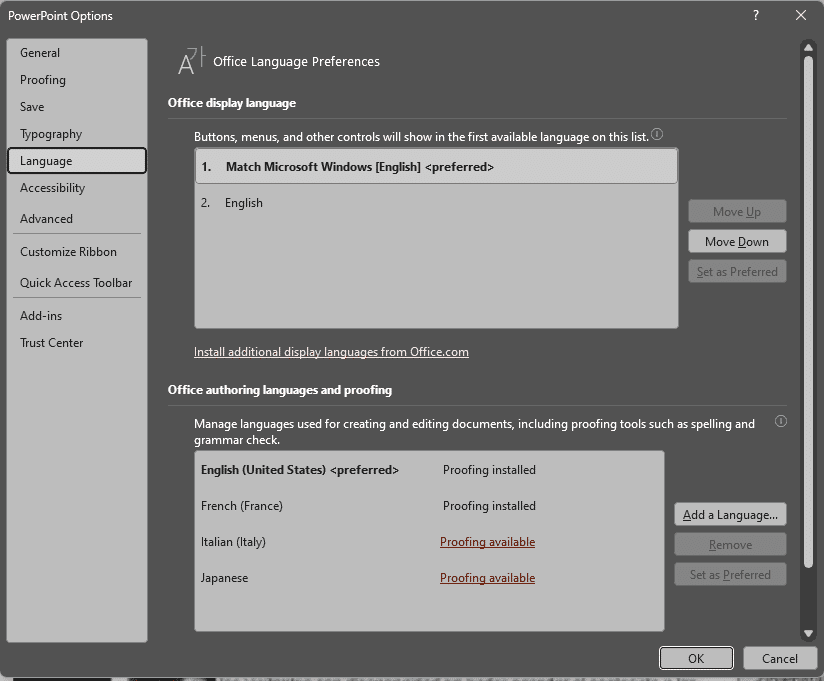 PowerPoint Options
?
General
Proofing
Save
Typography
Language
Accessibility
Advanced
Customize Ribbon
Quick Access Toolbar
Add-ins
Trust Center
Office Language Preferences
Office display language
Buttons, menus, and other controls will show in the first available language on this list.
1. Match Microsoft Windows [English] <preferred>
2. English
Move Up
Move Down
Set as Preferred
Install additional display languages from Office.com
Office authoring languages and proofing
Manage languages used for creating and editing documents, including proofing tools such as spelling and
grammar check.
English (United States) <preferred> Proofing installed
French (France) Proofing installed
Italian (Italy) Proofing available
Japanese Proofing available
Add a Language...
Remove
Set as Preferred
OK
Cancel